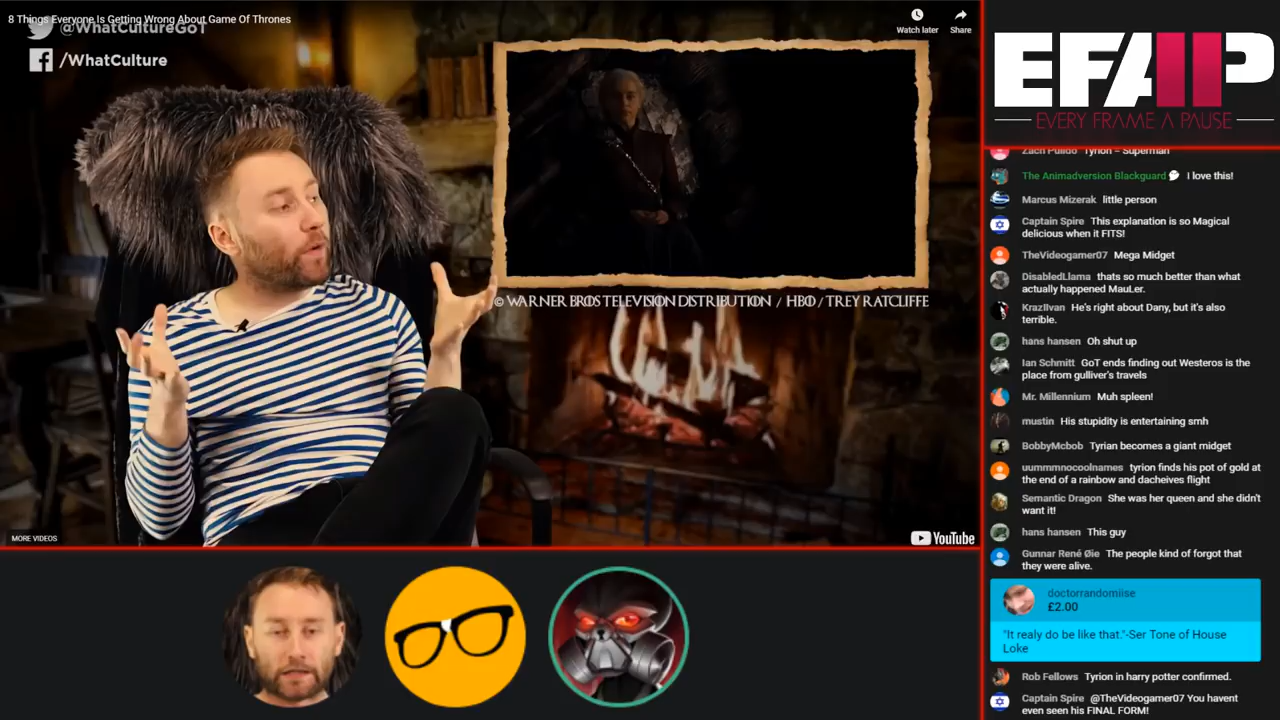 8 Things Everyone Is Getting Wrong About Game Of Thrones
@WhatCultureGoT
/WhatCulture
Watch later
Share
© WARNER BROS TELEVISION DISTRIBUTION / HBO / TREY RATCLIFFE
MORE VIDEOS
YouTube
EFAP
EVERY FRAME A PAUSE
Zach Pulido Tyrion = Superman
The Animadversion Blackguard I love this!
Marcus Mizerak little person
Captain Spire This explanation is so Magical
delicious when it FITS!
TheVideogamer07 Mega Midget
DisabledLlama thats so much better than what
actually happened MauLer.
KrazIIvan He's right about Dany, but it's also
terrible.
hans hansen Oh shut up
Ian Schmitt GoT ends finding out Westeros is the
place from gulliver's travels
Mr. Millennium Muh spleen!
mustin His stupidity is entertaining smh
BobbyMcbob Tyrian becomes a giant midget
uummmnocoolnames tyrion finds his pot of gold at
the end of a rainbow and dacheives flight
Semantic Dragon She was her queen and she didn't
want it!
hans hansen This guy
Gunnar René Øie The people kind of forgot that
they were alive.
doctorrandomiise
£2.00
"It realy do be like that."-Ser Tone of House
Loke
Rob Fellows Tyrion in harry potter confirmed.
Captain Spire @TheVideogamer07 You havent
even seen his FINAL FORM!